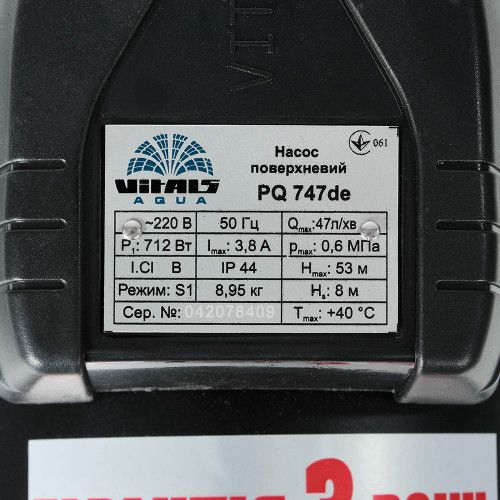 VIT
061
Насос
поверхневий
PQ 747de
Vitals
AQUA
~220 В 50 Гц Qmax: 47л/хв
P1: 712 Вт Imax: 3,8 А pmax: 0,6 МПа
I.Cl B IP 44 Hmax: 53 м
Режим: S1 8,95 кг Hs: 8 м
Сер. №: 042078409 Tmax: +40 °C
3